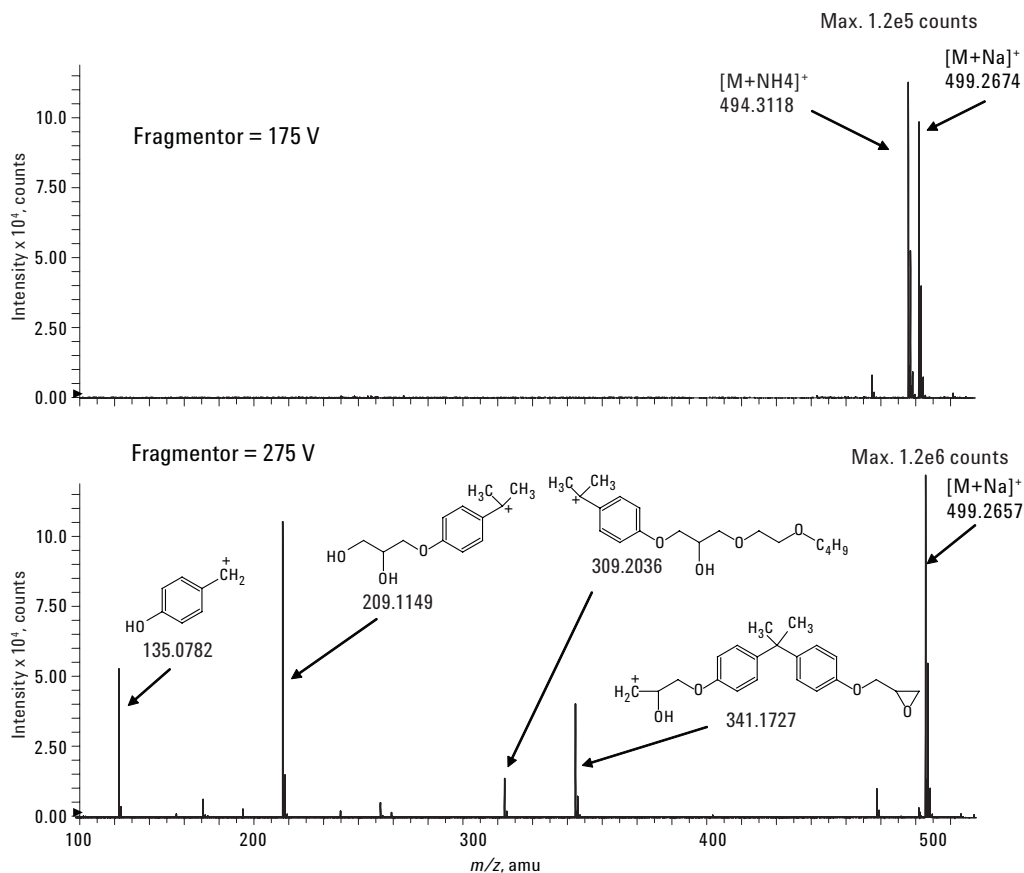 Max. 1.2e5 counts
[M+NH4]⁺
494.3118
[M+Na]⁺
499.2674
Fragmentor = 175 V
Intensity x 10⁴, counts
10.0
7.50
5.00
2.50
0.00
Fragmentor = 275 V
Max. 1.2e6 counts
[M+Na]⁺
499.2657
Intensity x 10⁴, counts
10.0
7.50
5.00
2.50
0.00
+
CH₂
HO
135.0782
H₃C
CH₃
+
HO
O
OH
209.1149
H₃C
CH₃
+
O
OH
O
O
C₄H₉
309.2036
H₃C
CH₃
+
H₂C
OH
O
O
O
341.1727
100
200
300
400
500
m/z, amu